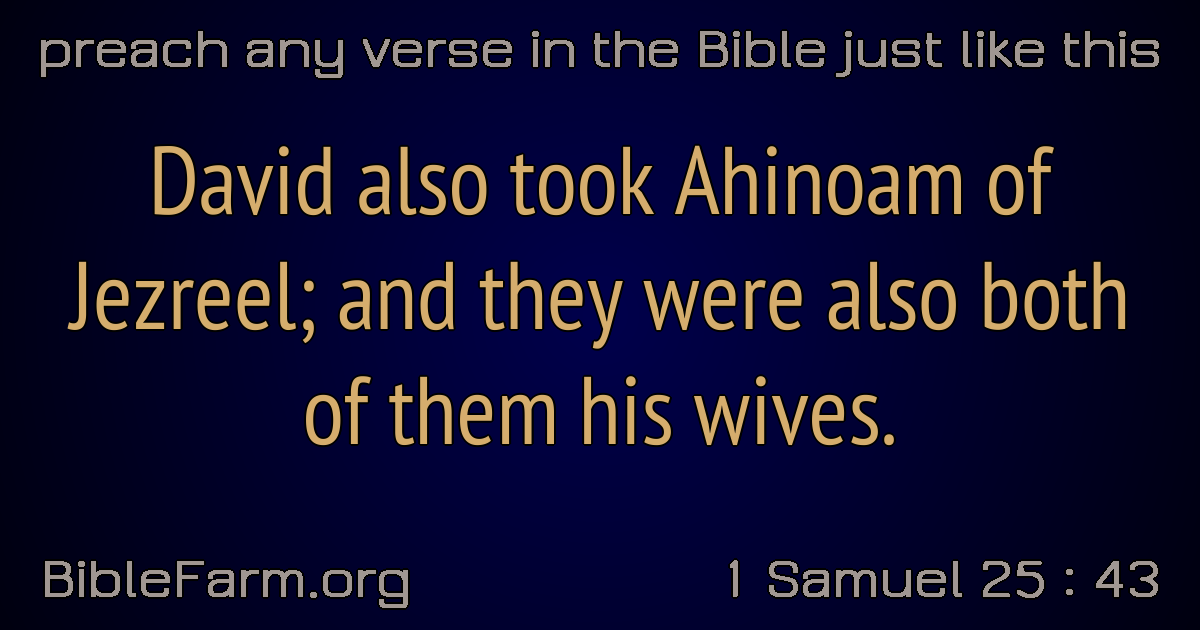 preach any verse in the Bible just like this
David also took Ahinoam of
Jezreel; and they were also both
of them his wives.
BibleFarm.org
1 Samuel 25 : 43